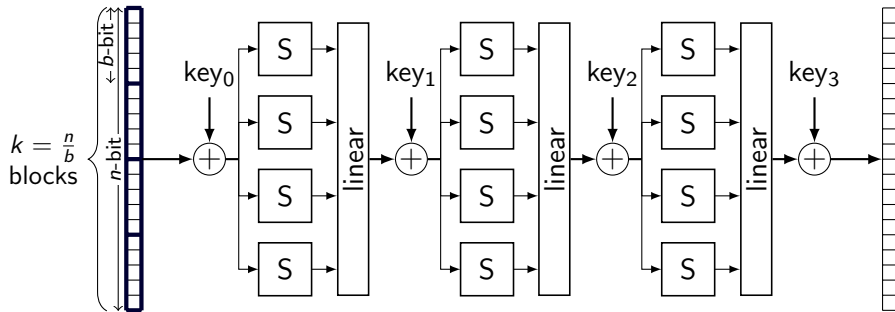 b-bit
n-bit
k = n/b
blocks
key₀
S
S
S
S
linear
key₁
S
S
S
S
linear
key₂
S
S
S
S
linear
key₃